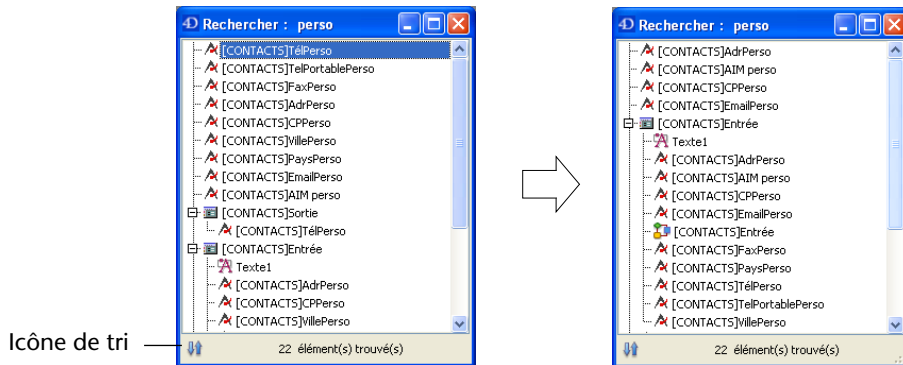 4D Rechercher : perso
[CONTACTS]TélPerso
[CONTACTS]TelPortablePerso
[CONTACTS]FaxPerso
[CONTACTS]AdrPerso
[CONTACTS]CPPerso
[CONTACTS]VillePerso
[CONTACTS]PaysPerso
[CONTACTS]EmailPerso
[CONTACTS]AIM perso
[CONTACTS]Sortie
[CONTACTS]TélPerso
[CONTACTS]Entrée
Texte1
[CONTACTS]AdrPerso
[CONTACTS]CPPerso
[CONTACTS]VillePerso
22 élément(s) trouvé(s)
Icône de tri
4D Rechercher : perso
[CONTACTS]AdrPerso
[CONTACTS]AIM perso
[CONTACTS]CPPerso
[CONTACTS]EmailPerso
[CONTACTS]Entrée
Texte1
[CONTACTS]AdrPerso
[CONTACTS]AIM perso
[CONTACTS]CPPerso
[CONTACTS]EmailPerso
[CONTACTS]Entrée
[CONTACTS]FaxPerso
[CONTACTS]PaysPerso
[CONTACTS]TélPerso
[CONTACTS]TelPortablePerso
[CONTACTS]VillePerso
22 élément(s) trouvé(s)